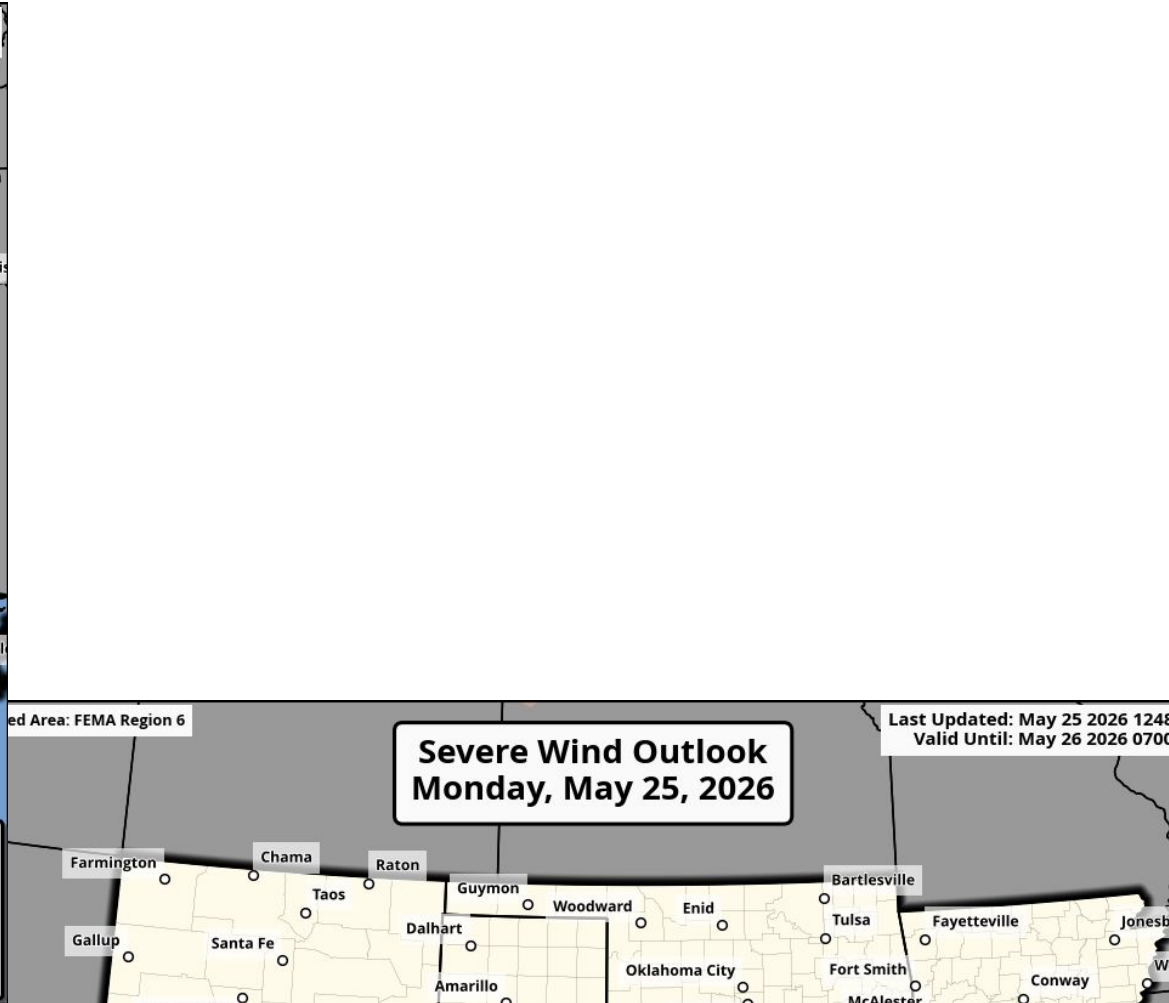 ed Area: FEMA Region 6
Severe Wind Outlook
Monday, May 25, 2026
Last Updated: May 25 2026 1248
Valid Until: May 26 2026 0700
Farmington
Chama
Raton
Taos
Guymon
Woodward
Enid
Bartlesville
Tulsa
Fayetteville
Jonesb
Gallup
Santa Fe
Dalhart
Oklahoma City
Fort Smith
Amarillo
McAlester
Conway
W